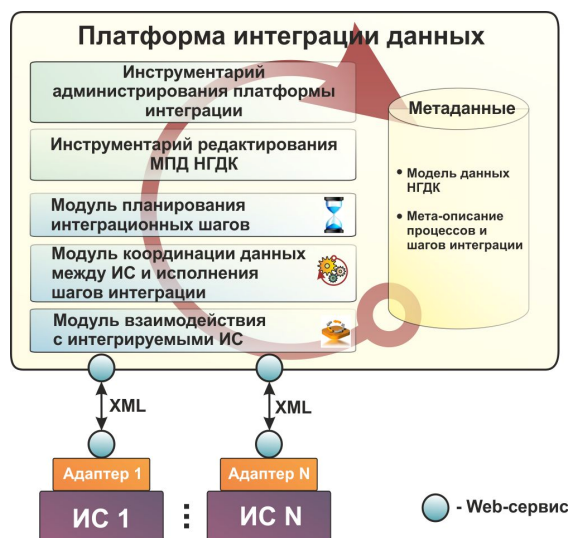 Платформа интеграции данных
Инструментарий
администрирования платформы
интеграции
Инструментарий редактирования
МПД НГДК
Модуль планирования
интеграционных шагов
Модуль координации данных
между ИС и исполнения
шагов интеграции
Модуль взаимодействия
с интегрируемыми ИС
Метаданные
• Модель данных
НГДК
• Мета-описание
процессов и
шагов интеграции
XML
XML
Адаптер 1
Адаптер N
ИС 1
ИС N
- Web-сервис